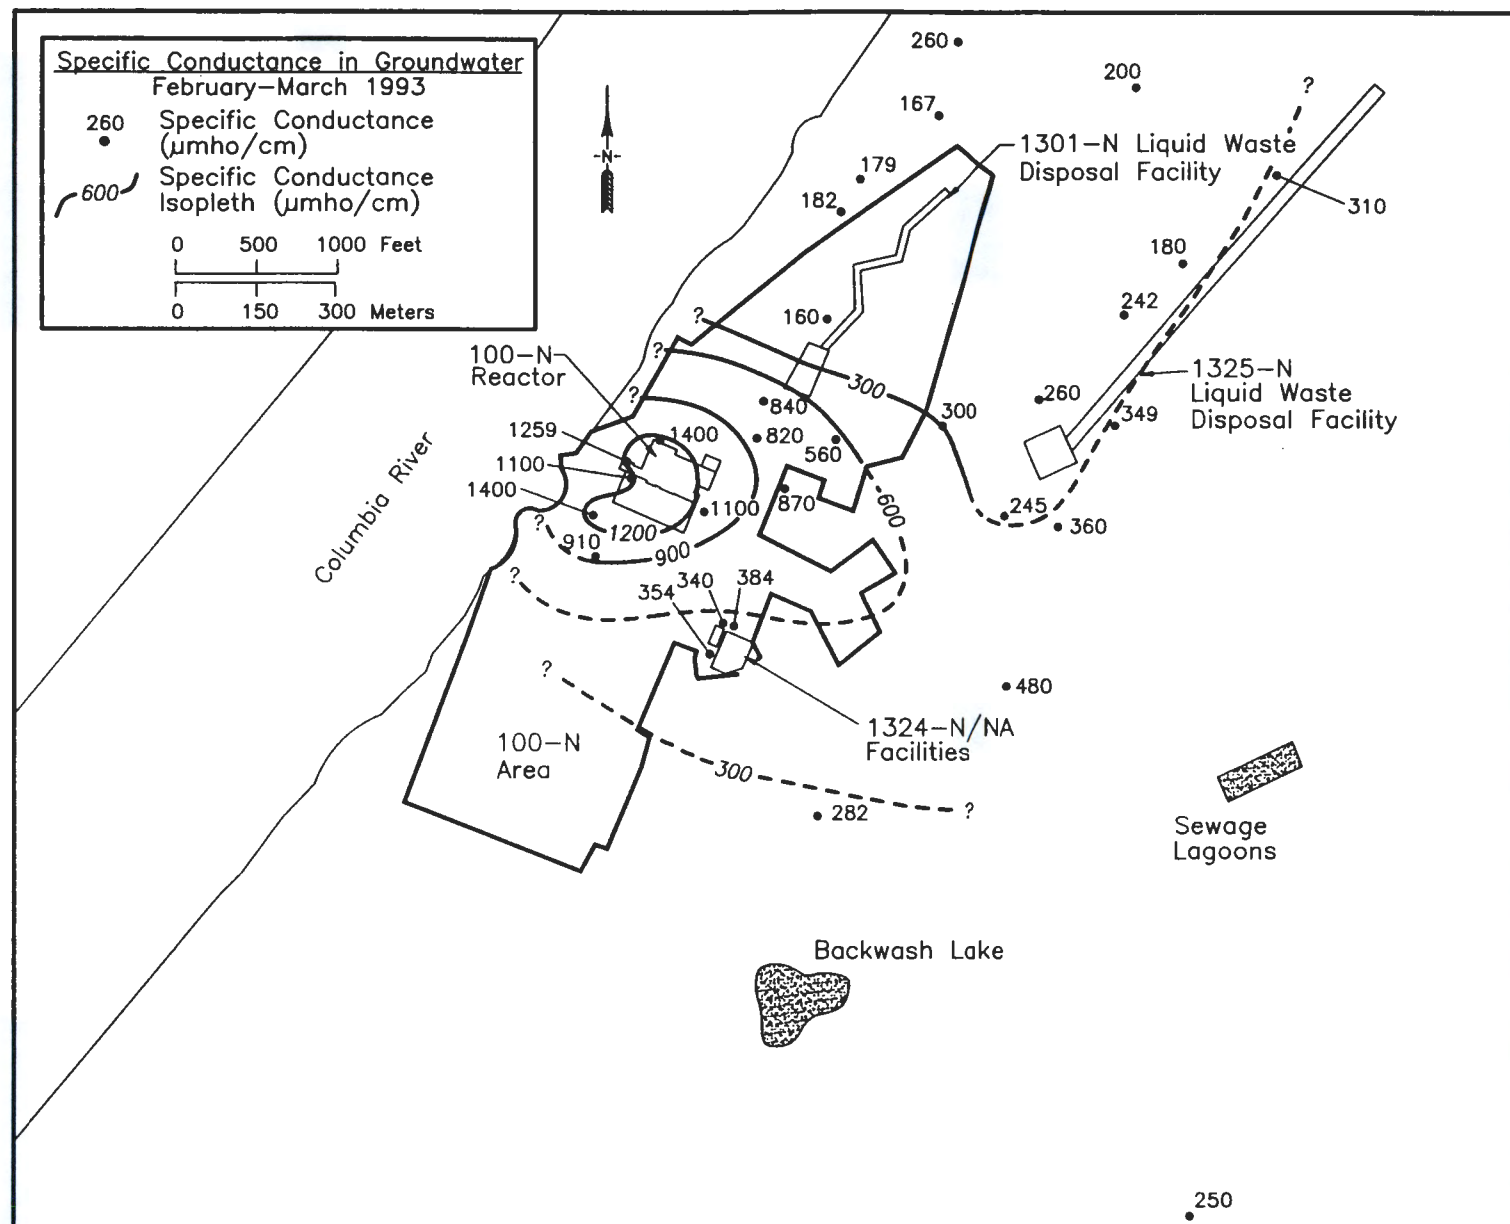 Specific Conductance in Groundwater
February–March 1993
260
Specific Conductance
(µmho/cm)
600
Specific Conductance
Isopleth (µmho/cm)
0 500 1000 Feet
0 150 300 Meters
-N-
260
200
?
167
1301-N Liquid Waste
Disposal Facility
179
182
310
180
242
160
?
?
100-N
Reactor
300
1325-N
Liquid Waste
Disposal Facility
?
840
300
260
349
1259
1400
820
560
1100
1400
870
1100
600
245
360
?
1200
910
900
Columbia River
?
354
340
384
?
480
1324-N/NA
Facilities
100-N
Area
300
?
282
Sewage
Lagoons
Backwash Lake
250